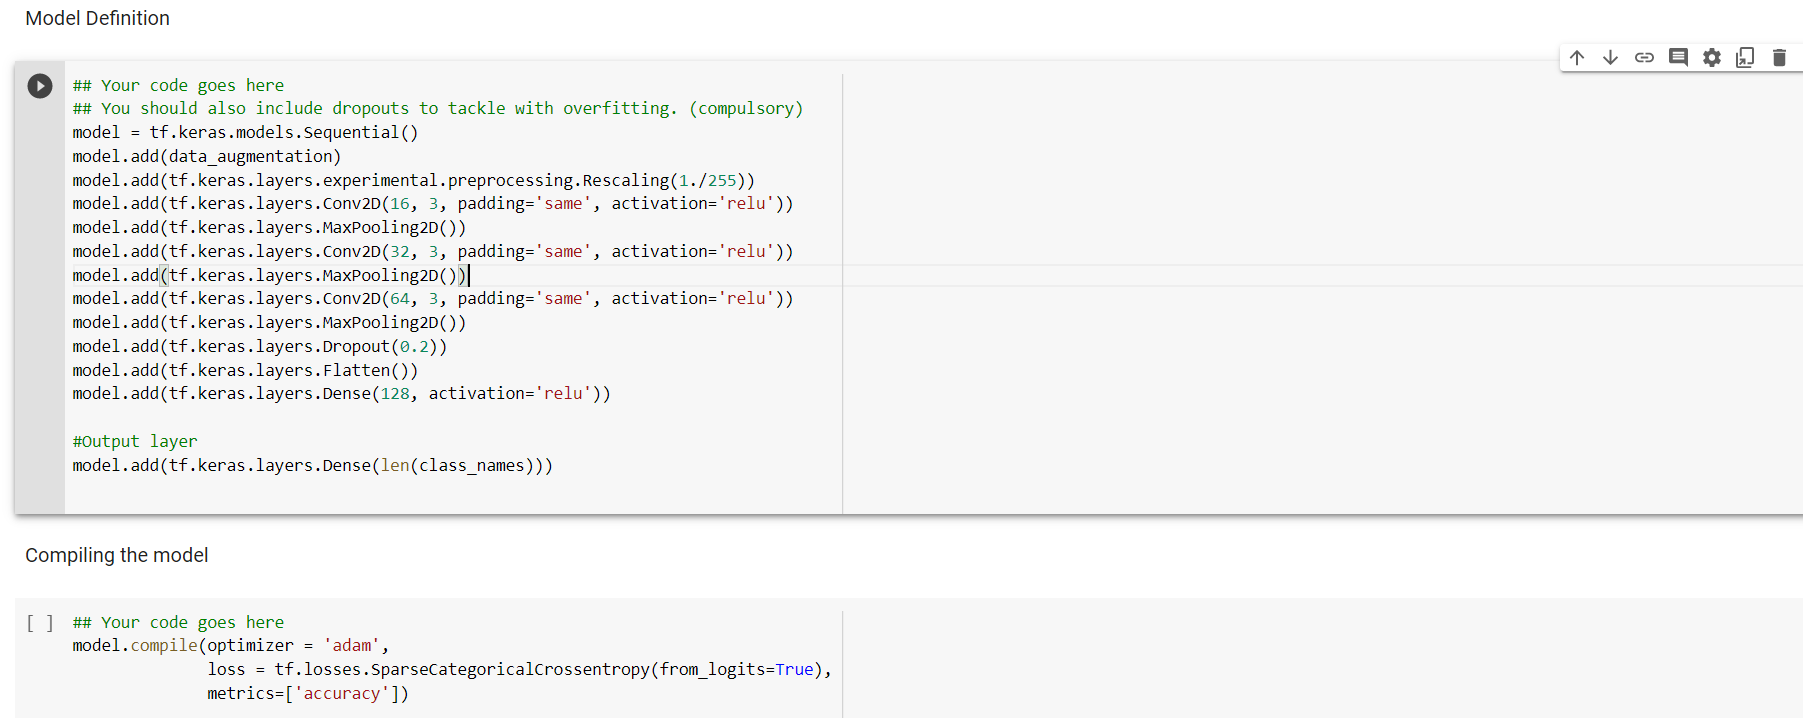 Model Definition
## Your code goes here
## You should also include dropouts to tackle with overfitting. (compulsory)
model = tf.keras.models.Sequential()
model.add(data_augmentation)
model.add(tf.keras.layers.experimental.preprocessing.Rescaling(1./255))
model.add(tf.keras.layers.Conv2D(16, 3, padding='same', activation='relu'))
model.add(tf.keras.layers.MaxPooling2D())
model.add(tf.keras.layers.Conv2D(32, 3, padding='same', activation='relu'))
model.add(tf.keras.layers.MaxPooling2D())
model.add(tf.keras.layers.Conv2D(64, 3, padding='same', activation='relu'))
model.add(tf.keras.layers.MaxPooling2D())
model.add(tf.keras.layers.Dropout(0.2))
model.add(tf.keras.layers.Flatten())
model.add(tf.keras.layers.Dense(128, activation='relu'))
#Output layer
model.add(tf.keras.layers.Dense(len(class_names)))
Compiling the model
[ ] ## Your code goes here
model.compile(optimizer = 'adam',
loss = tf.losses.SparseCategoricalCrossentropy(from_logits=True),
metrics=['accuracy'])